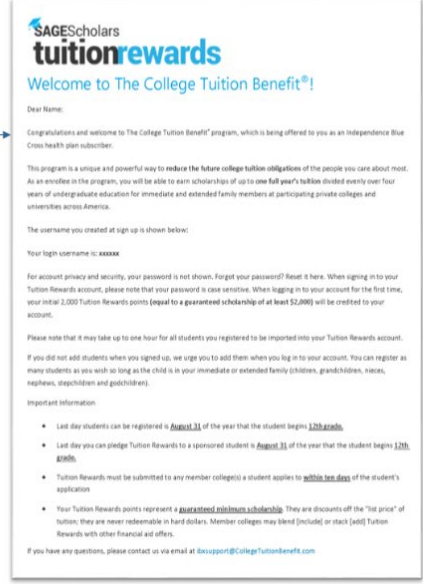 SAGEScholars
tuitionrewards
Welcome to The College Tuition Benefit®!
Dear Name:
Congratulations and welcome to The College Tuition Benefit® program, which is being offered to you as an Independence Blue
Cross health plan subscriber.
This program is a unique and powerful way to reduce the future college tuition obligations of the people you care about most.
As an enrollee in the program, you will be able to earn scholarships of up to one full year's tuition divided evenly over four
years of undergraduate education for immediate and extended family members at participating private colleges and
universities across America.
The username you created at sign up is shown below:
Your login username is: xxxxxx
For account privacy and security, your password is not shown. Forgot your password? Reset it here. When signing in to your
Tuition Rewards account, please note that your password is case sensitive. When logging in to your account for the first time,
your initial 2,000 Tuition Rewards points (equal to a guaranteed scholarship of at least $2,000) will be credited to your
account.
Please note that it may take up to one hour for all students you registered to be imported into your Tuition Rewards account.
If you did not add students when you signed up, we urge you to add them when you log in to your account. You can register as
many students as you wish so long as the child is in your immediate or extended family (children, grandchildren, nieces,
nephews, stepchildren and godchildren).
Important Information
• Last day students can be registered is August 31 of the year that the student begins 12th grade.
• Last day you can pledge Tuition Rewards to a sponsored student is August 31 of the year that the student begins 12th
grade.
• Tuition Rewards must be submitted to any member college(s) a student applies to within ten days of the student's
application
• Your Tuition Rewards points represent a guaranteed minimum scholarship. They are discounts off the "list price" of
tuition; they are never redeemable in hard dollars. Member colleges may blend [include] or stack [add] Tuition
Rewards with other financial aid offers.
If you have any questions, please contact us via email at ibxsupport@CollegeTuitionBenefit.com